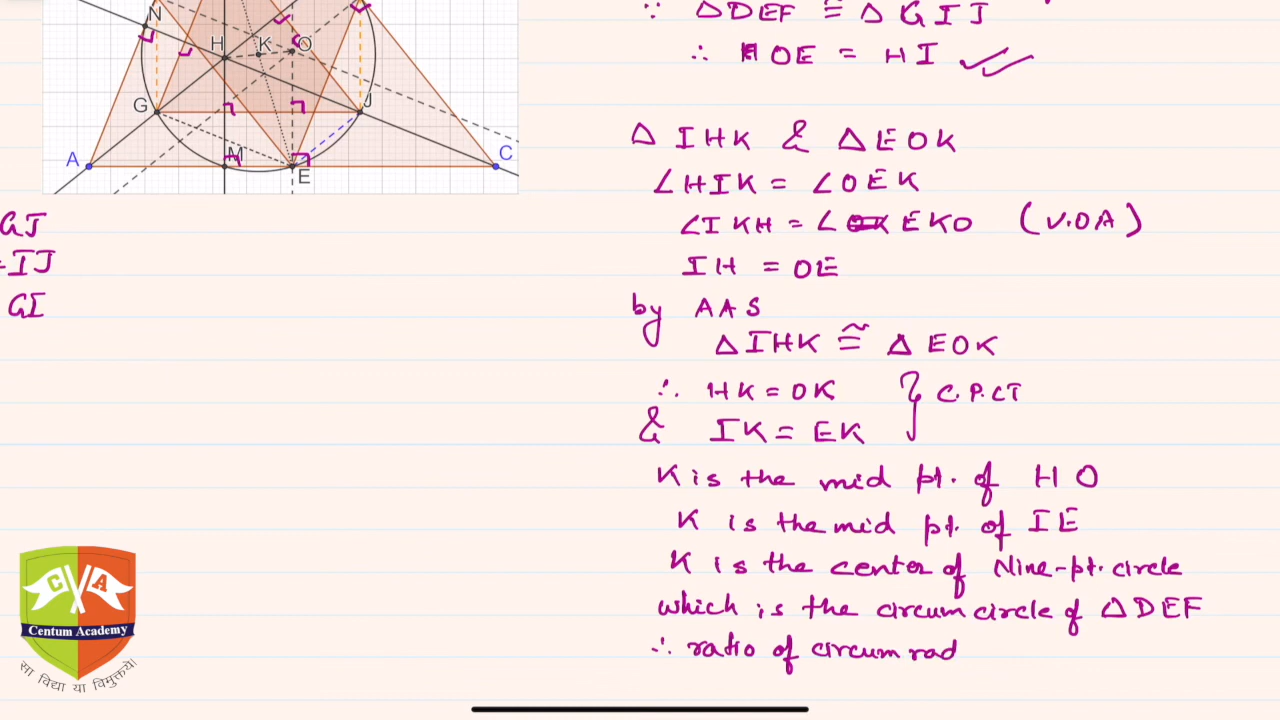 ∵ △DEF ≅ △GIJ
∴ OE = HI
△ IHK & △EOK
∠HIK = ∠OEK
∠IKH = ∠EKO (V.OA)
IH = OE
by AAS
△IHK ≅ △EOK
∴ HK = OK } C.P.CT
& IK = EK
K is the mid pt. of HO
K is the mid pt. of IE
K is the center of Nine-pt. circle
which is the circumcircle of △DEF
∴ ratio of circum rad
N
H K O
G J
A M E C
GJ
=IJ
GI
C A
Centum Academy
सा विद्या या विमुक्तये।